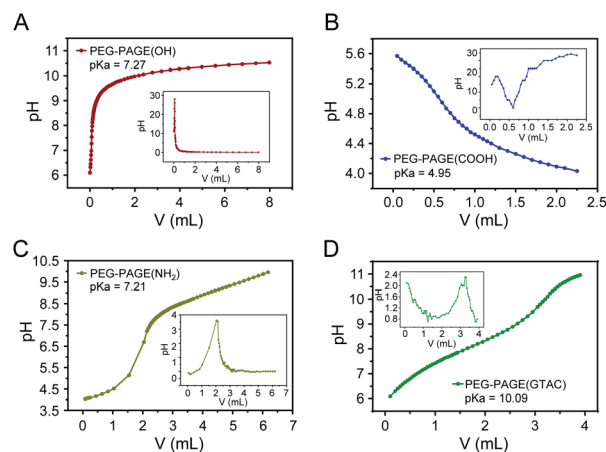 A
PEG-PAGE(OH)
pKa = 7.27
11
10
9
8
7
6
pH
0 2 4 6 8
V (mL)
30
20
10
0
pH
0 2 4 6 8
V (mL)
B
5.6
5.2
4.8
4.4
4.0
pH
0.0 0.5 1.0 1.5 2.0 2.5
V (mL)
PEG-PAGE(COOH)
pKa = 4.95
30
20
10
0
pH
0.0 0.5 1.0 1.5 2.0 2.5
V (mL)
C
PEG-PAGE(NH₂)
pKa = 7.21
10.5
9.0
7.5
6.0
4.5
3.5
pH
0 1 2 3 4 5 6 7
V (mL)
4
3
2
1
0
pH
0 1 2 3 4 5 6 7
V (mL)
D
12
11
10
9
8
7
6
5
pH
0 1 2 3 4
V (mL)
PEG-PAGE(GTAC)
pKa = 10.09
2.4
2.0
1.6
1.2
0.8
pH
0 1 2 3 4
V (mL)